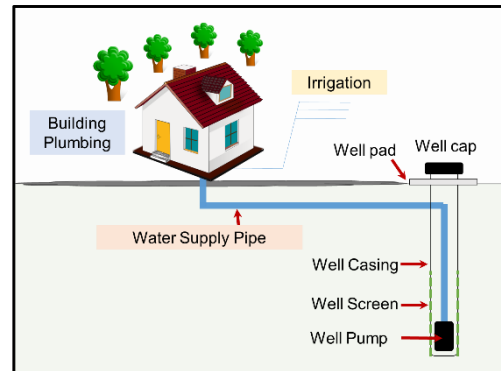 Irrigation
Building
Plumbing
Well cap
Well pad
Water Supply Pipe
Well Casing
Well Screen
Well Pump